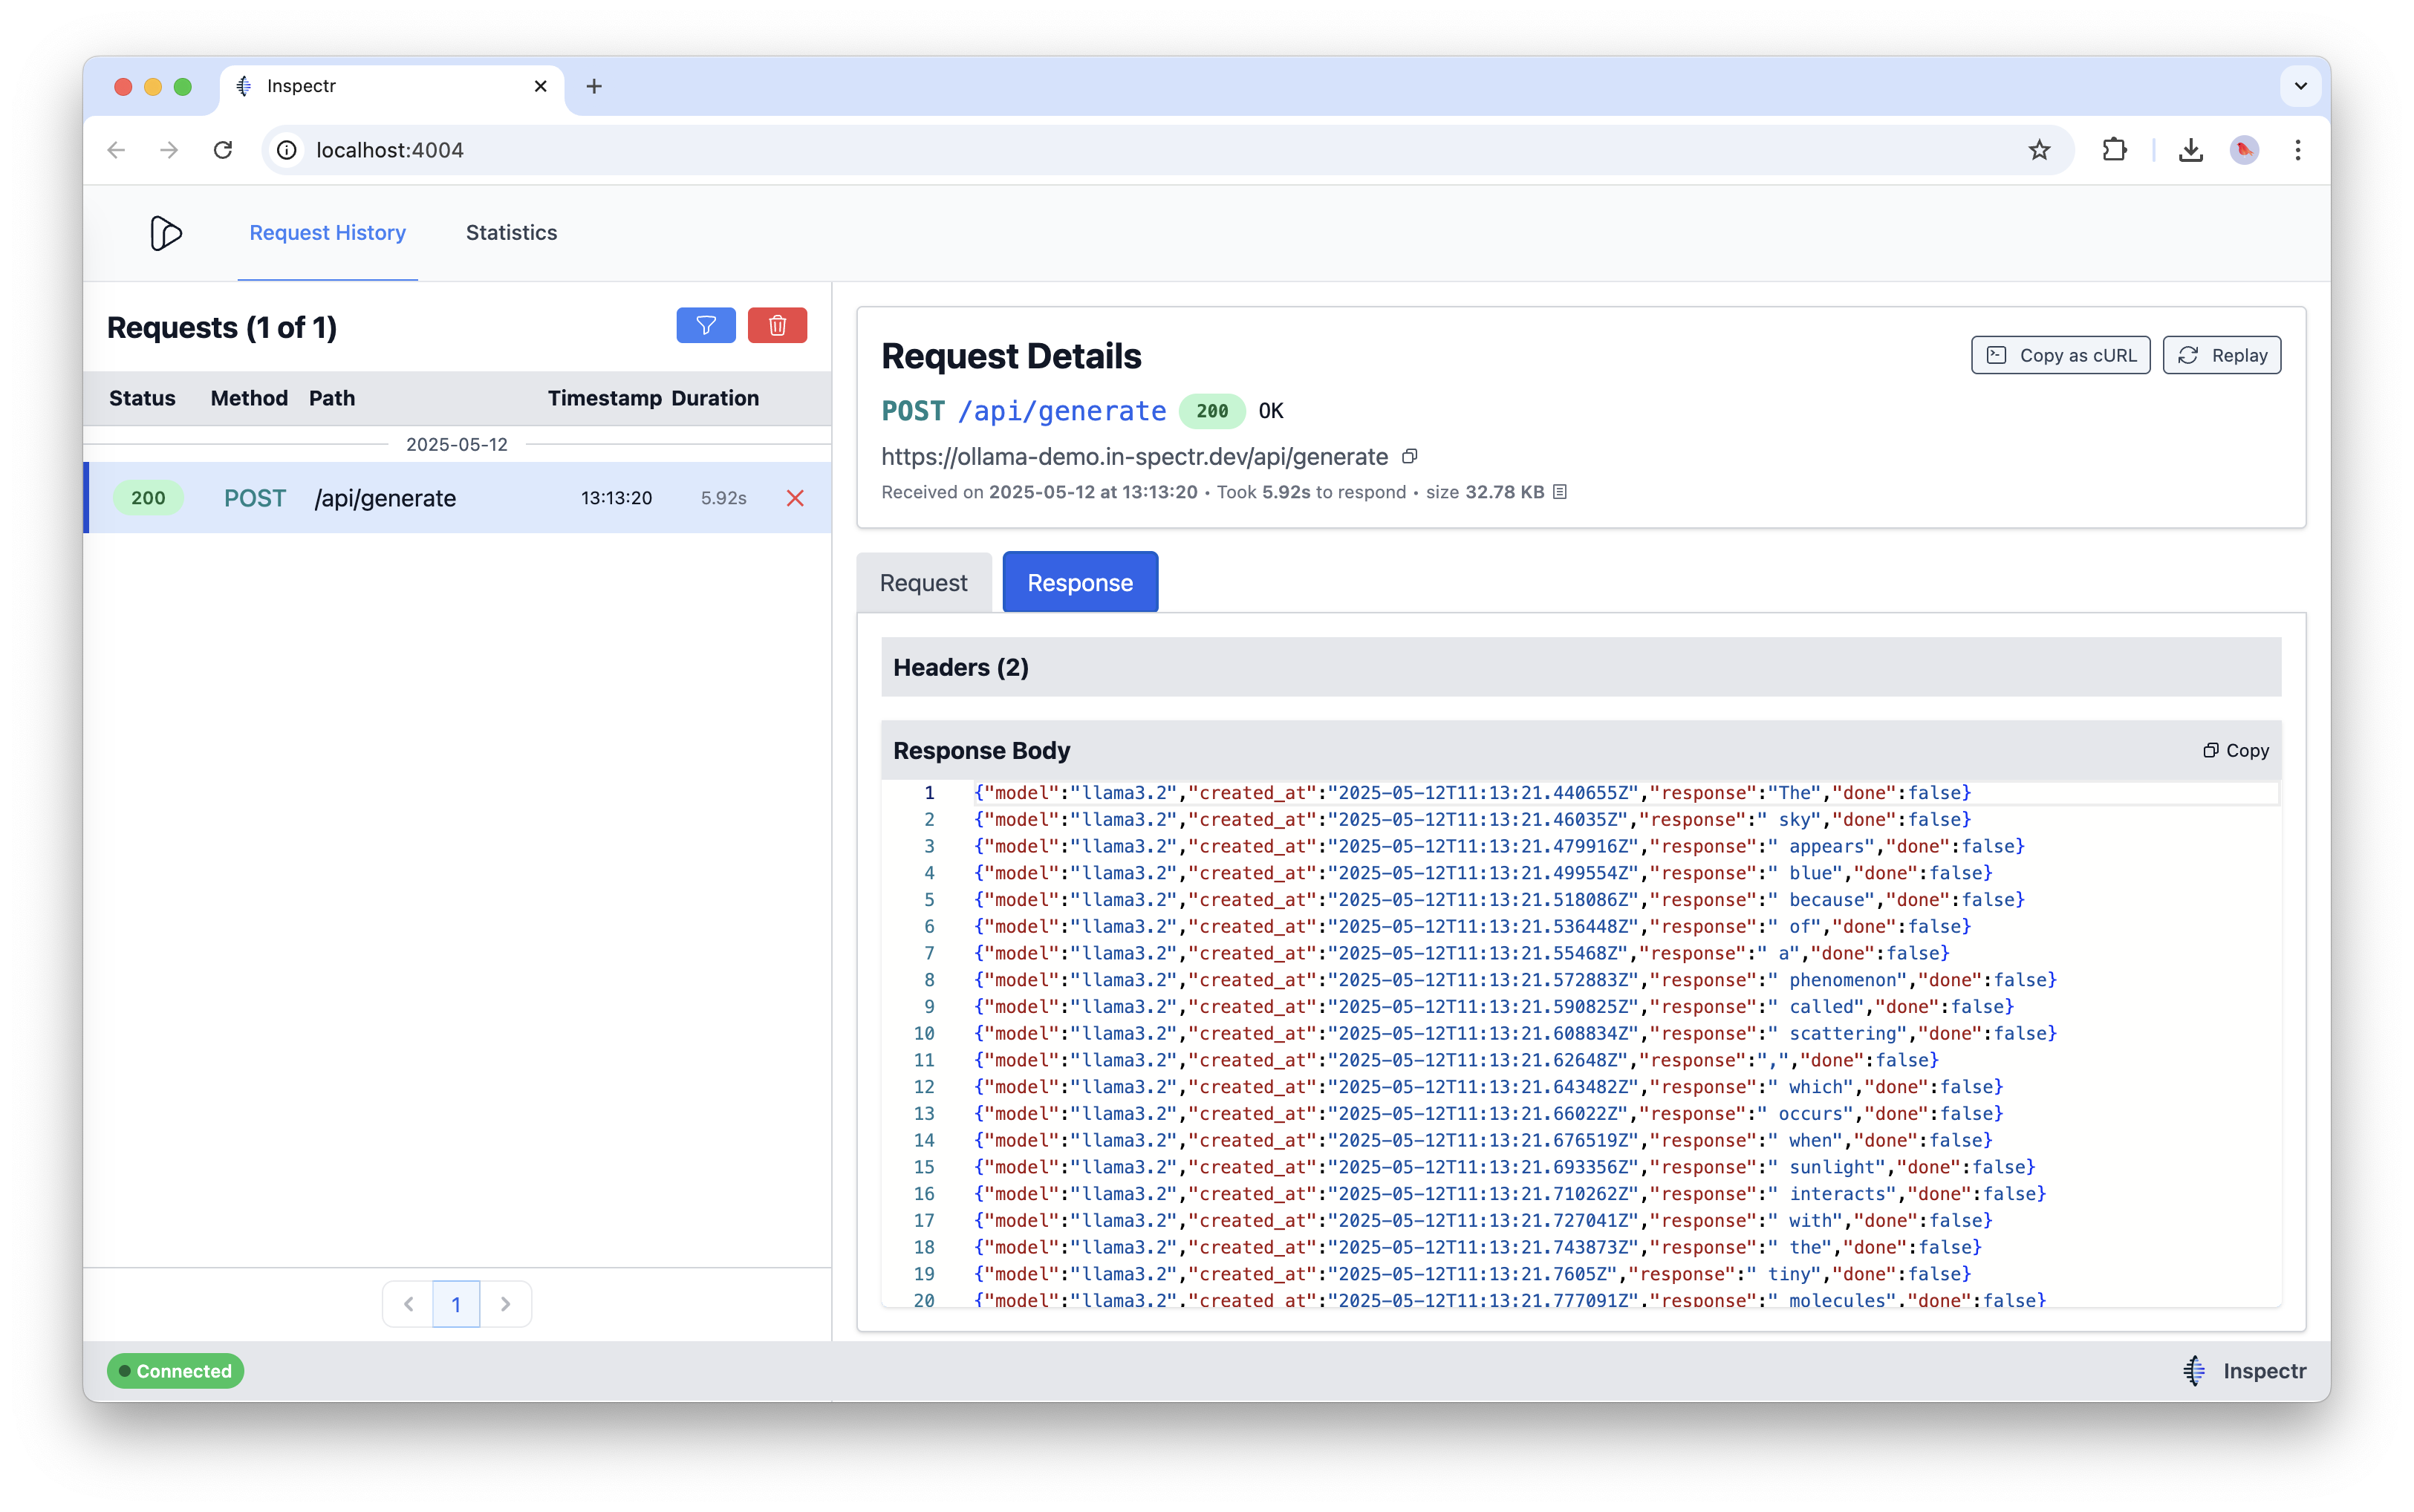 Inspectr
localhost:4004
Request History Statistics
Requests (1 of 1)
Status Method Path Timestamp Duration
2025-05-12
200 POST /api/generate 13:13:20 5.92s
1
Request Details
Copy as cURL Replay
POST /api/generate 200 OK
https://ollama-demo.in-spectr.dev/api/generate
Received on 2025-05-12 at 13:13:20 • Took 5.92s to respond • size 32.78 KB
Request Response
Headers (2)
Response Body Copy
1 {"model":"llama3.2","created_at":"2025-05-12T11:13:21.440655Z","response":"The","done":false}
2 {"model":"llama3.2","created_at":"2025-05-12T11:13:21.46035Z","response":" sky","done":false}
3 {"model":"llama3.2","created_at":"2025-05-12T11:13:21.479916Z","response":" appears","done":false}
4 {"model":"llama3.2","created_at":"2025-05-12T11:13:21.499554Z","response":" blue","done":false}
5 {"model":"llama3.2","created_at":"2025-05-12T11:13:21.518086Z","response":" because","done":false}
6 {"model":"llama3.2","created_at":"2025-05-12T11:13:21.536448Z","response":" of","done":false}
7 {"model":"llama3.2","created_at":"2025-05-12T11:13:21.55468Z","response":" a","done":false}
8 {"model":"llama3.2","created_at":"2025-05-12T11:13:21.572883Z","response":" phenomenon","done":false}
9 {"model":"llama3.2","created_at":"2025-05-12T11:13:21.590825Z","response":" called","done":false}
10 {"model":"llama3.2","created_at":"2025-05-12T11:13:21.608834Z","response":" scattering","done":false}
11 {"model":"llama3.2","created_at":"2025-05-12T11:13:21.62648Z","response":",","done":false}
12 {"model":"llama3.2","created_at":"2025-05-12T11:13:21.643482Z","response":" which","done":false}
13 {"model":"llama3.2","created_at":"2025-05-12T11:13:21.66022Z","response":" occurs","done":false}
14 {"model":"llama3.2","created_at":"2025-05-12T11:13:21.676519Z","response":" when","done":false}
15 {"model":"llama3.2","created_at":"2025-05-12T11:13:21.693356Z","response":" sunlight","done":false}
16 {"model":"llama3.2","created_at":"2025-05-12T11:13:21.710262Z","response":" interacts","done":false}
17 {"model":"llama3.2","created_at":"2025-05-12T11:13:21.727041Z","response":" with","done":false}
18 {"model":"llama3.2","created_at":"2025-05-12T11:13:21.743873Z","response":" the","done":false}
19 {"model":"llama3.2","created_at":"2025-05-12T11:13:21.7605Z","response":" tiny","done":false}
20 {"model":"llama3.2","created_at":"2025-05-12T11:13:21.777091Z","response":" molecules","done":false}
Connected
Inspectr